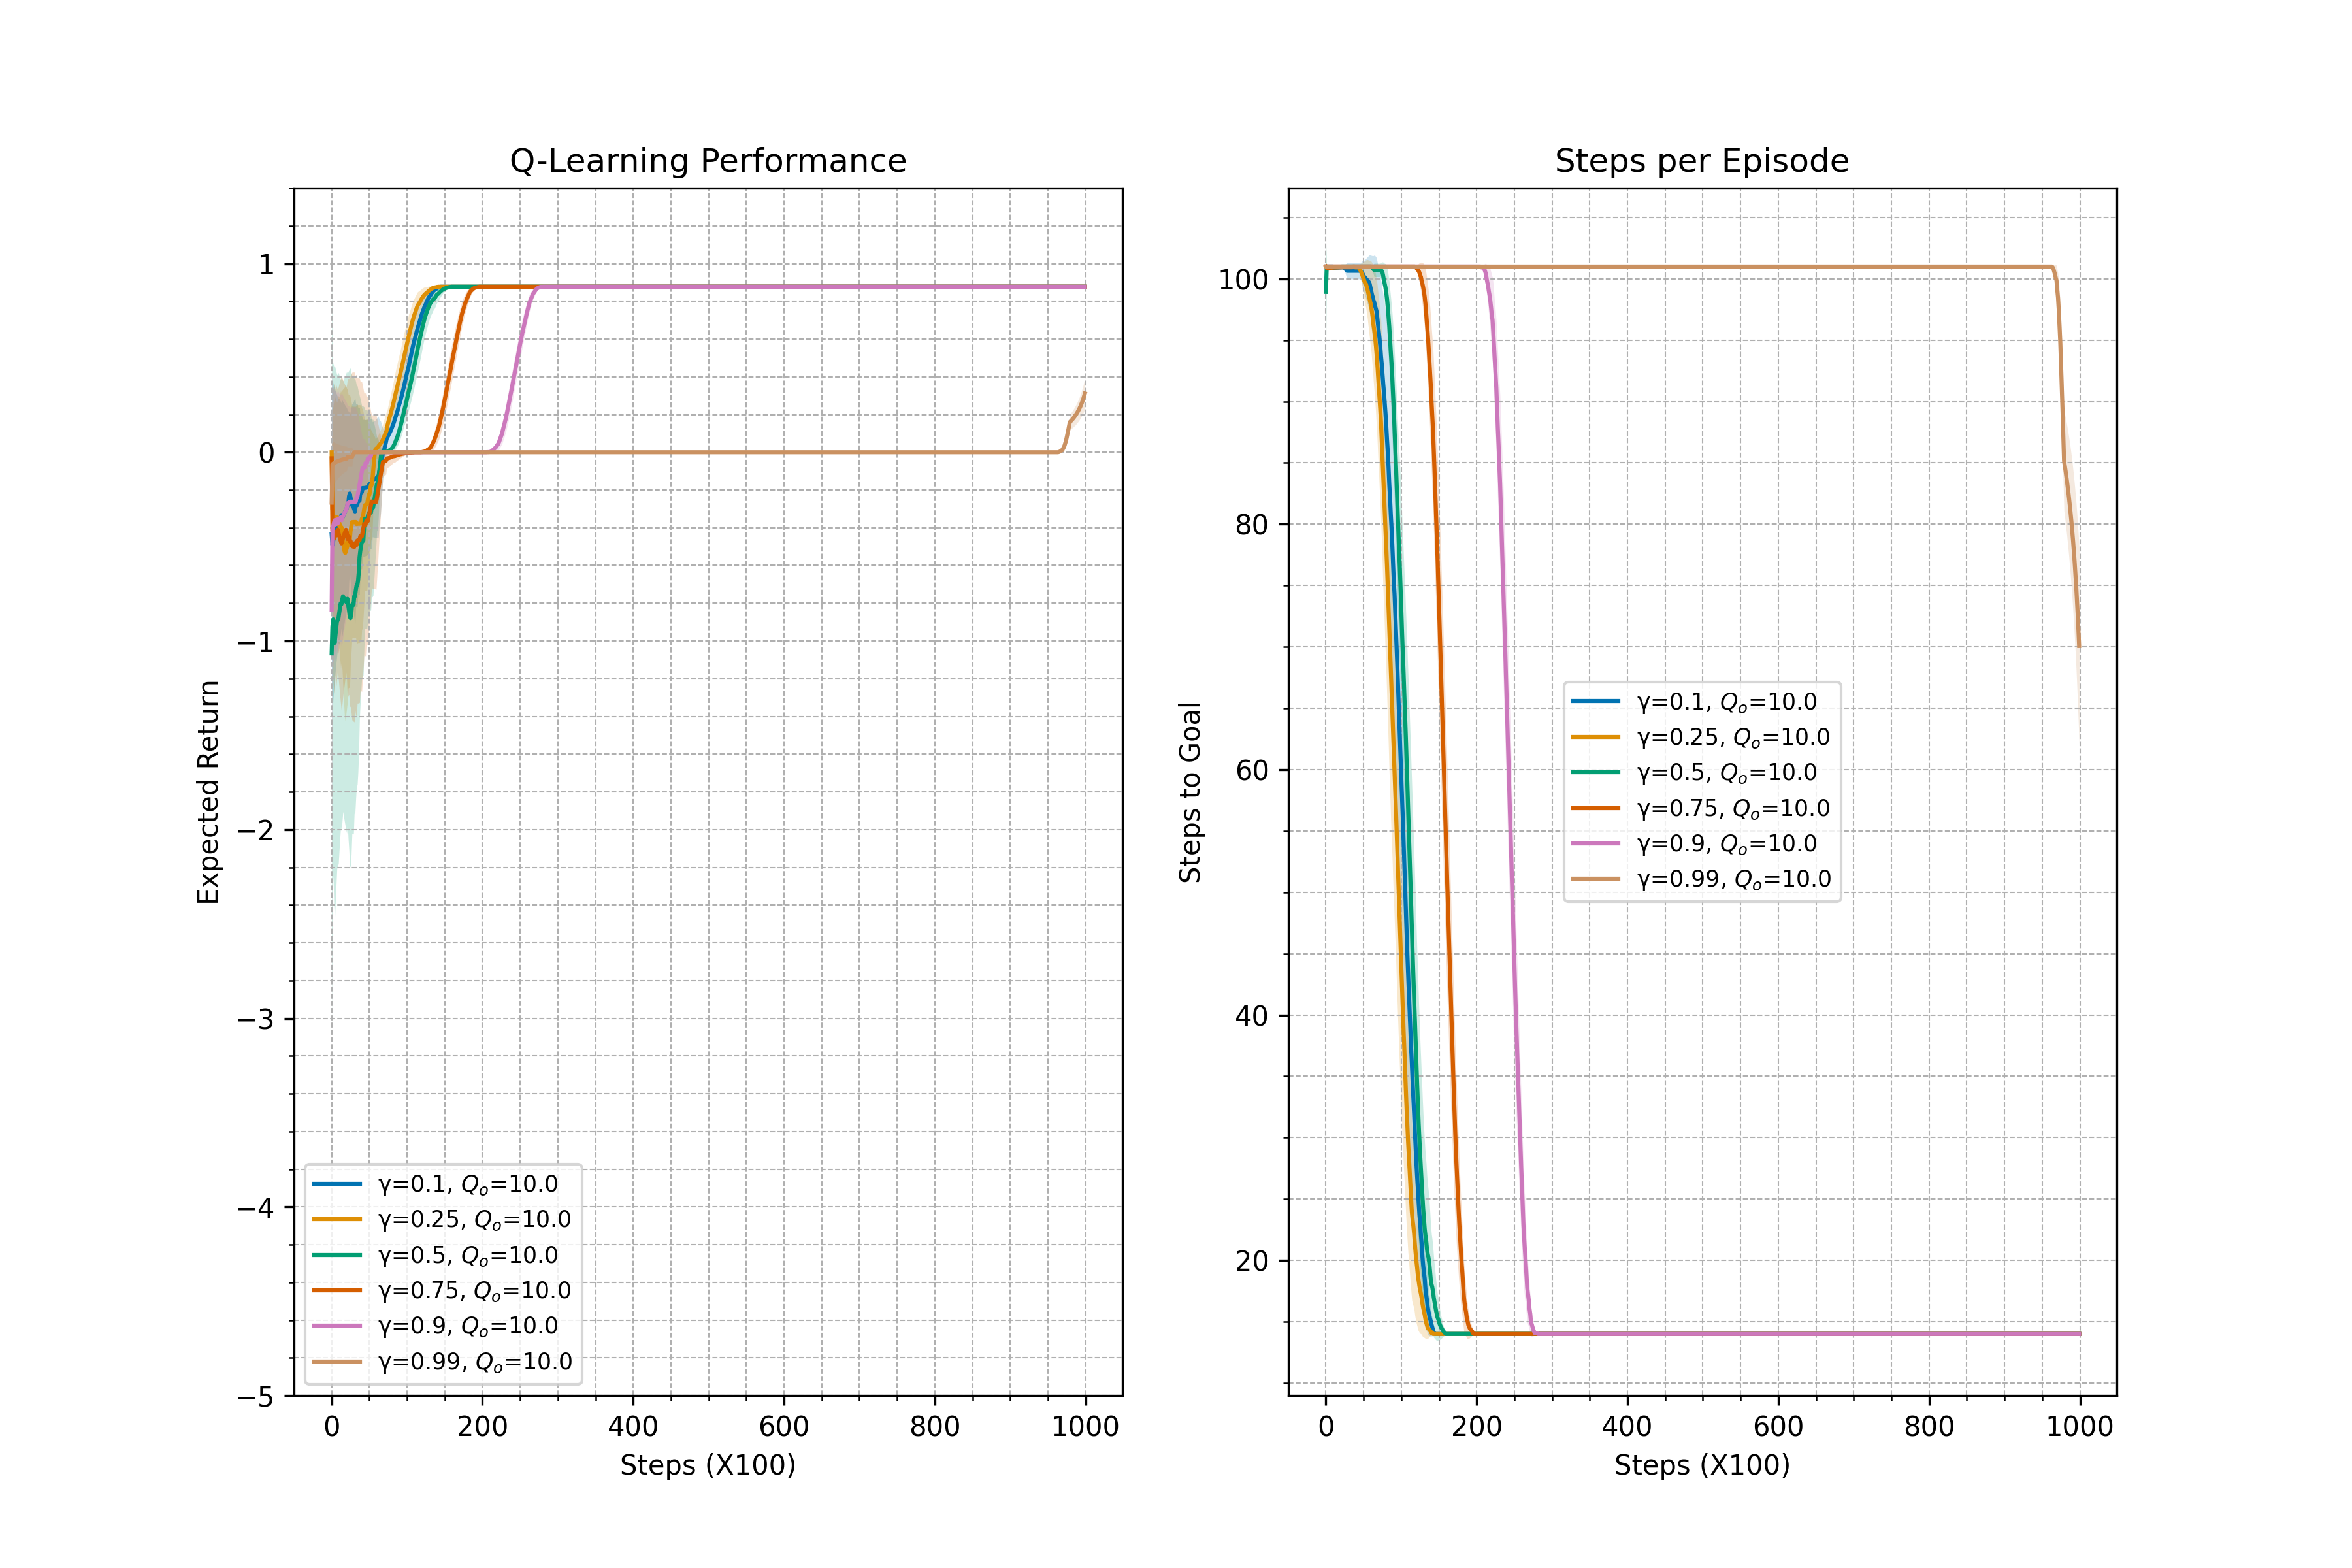 Q-Learning Performance
Expected Return
1
0
−1
−2
−3
−4
−5
γ=0.1, Qₒ=10.0
γ=0.25, Qₒ=10.0
γ=0.5, Qₒ=10.0
γ=0.75, Qₒ=10.0
γ=0.9, Qₒ=10.0
γ=0.99, Qₒ=10.0
0 200 400 600 800 1000
Steps (X100)
Steps per Episode
Steps to Goal
100
80
60
40
20
γ=0.1, Qₒ=10.0
γ=0.25, Qₒ=10.0
γ=0.5, Qₒ=10.0
γ=0.75, Qₒ=10.0
γ=0.9, Qₒ=10.0
γ=0.99, Qₒ=10.0
0 200 400 600 800 1000
Steps (X100)